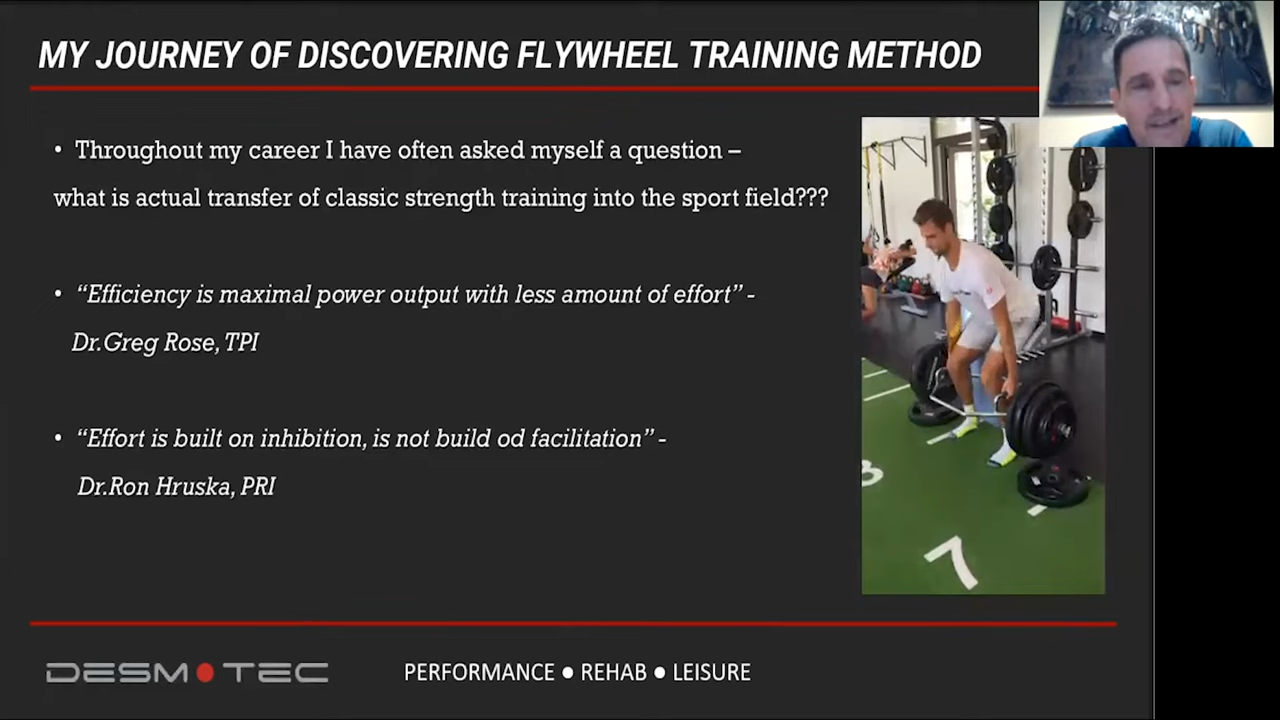 MY JOURNEY OF DISCOVERING FLYWHEEL TRAINING METHOD
• Throughout my career I have often asked myself a question –
what is actual transfer of classic strength training into the sport field???
• “Efficiency is maximal power output with less amount of effort” -
Dr.Greg Rose, TPI
• “Effort is built on inhibition, is not build od facilitation” -
Dr.Ron Hruska, PRI
8
7
DESMOTEC
PERFORMANCE ● REHAB ● LEISURE